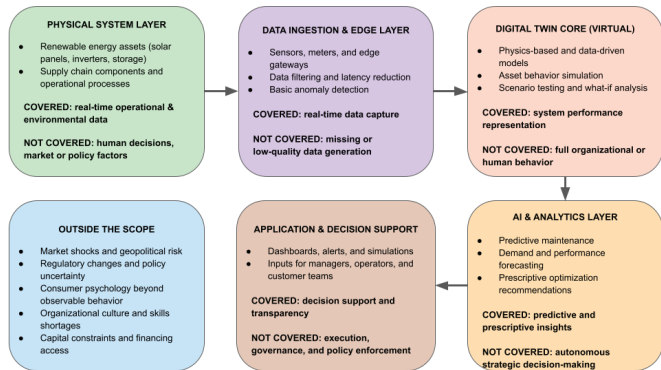 PHYSICAL SYSTEM LAYER
● Renewable energy assets (solar
panels, inverters, storage)
● Supply chain components and
operational processes
COVERED: real-time operational &
environmental data
NOT COVERED: human decisions,
market or policy factors
DATA INGESTION & EDGE LAYER
● Sensors, meters, and edge
gateways
● Data filtering and latency reduction
● Basic anomaly detection
COVERED: real-time data capture
NOT COVERED: missing or
low-quality data generation
DIGITAL TWIN CORE (VIRTUAL)
● Physics-based and data-driven
models
● Asset behavior simulation
● Scenario testing and what-if analysis
COVERED: system performance
representation
NOT COVERED: full organizational or
human behavior
OUTSIDE THE SCOPE
● Market shocks and geopolitical risk
● Regulatory changes and policy
uncertainty
● Consumer psychology beyond
observable behavior
● Organizational culture and skills
shortages
● Capital constraints and financing
access
APPLICATION & DECISION SUPPORT
● Dashboards, alerts, and simulations
● Inputs for managers, operators, and
customer teams
COVERED: decision support and
transparency
NOT COVERED: execution,
governance, and policy enforcement
AI & ANALYTICS LAYER
● Predictive maintenance
● Demand and performance
forecasting
● Prescriptive optimization
recommendations
COVERED: predictive and
prescriptive insights
NOT COVERED: autonomous
strategic decision-making